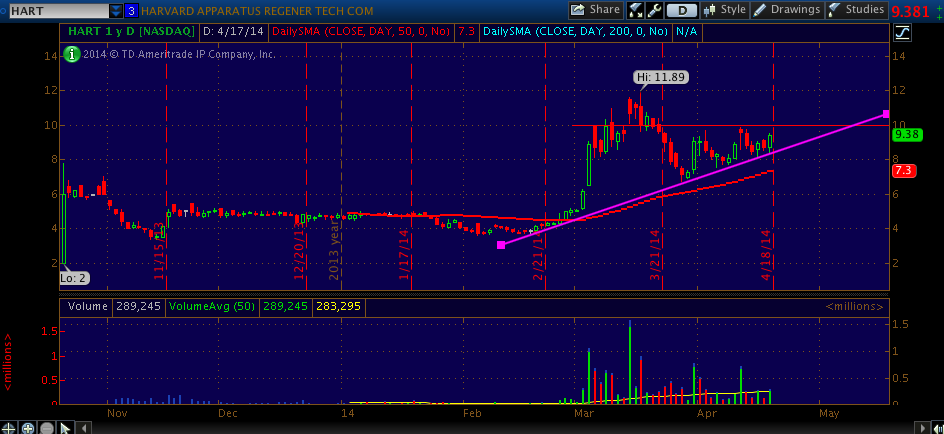 HART 3 HARVARD APPARATUS REGENER TECH COM Share D Style Drawings Studies 9.381
HART 1 y D [NASDAQ] D: 4/17/14 DailySMA (CLOSE, DAY, 50, 0, No) 7.3 DailySMA (CLOSE, DAY, 200, 0, No) N/A
i 2014 © TD Ameritrade IP Company, Inc.
14 14
Hi: 11.89
12 12
10 10
9.38
8 8
7.3
6 6
4 4
2 2
Lo: 2
11/15/13 12/20/13 2013 year 1/17/14 2/21/1 3/21/14 4/18/14
Volume 289,245 VolumeAvg (50) 289,245 283,295 <millions>
1.5 1.5
1 1
0.5 0.5
0 0
<millions>
Nov Dec 14 Feb Mar Apr May